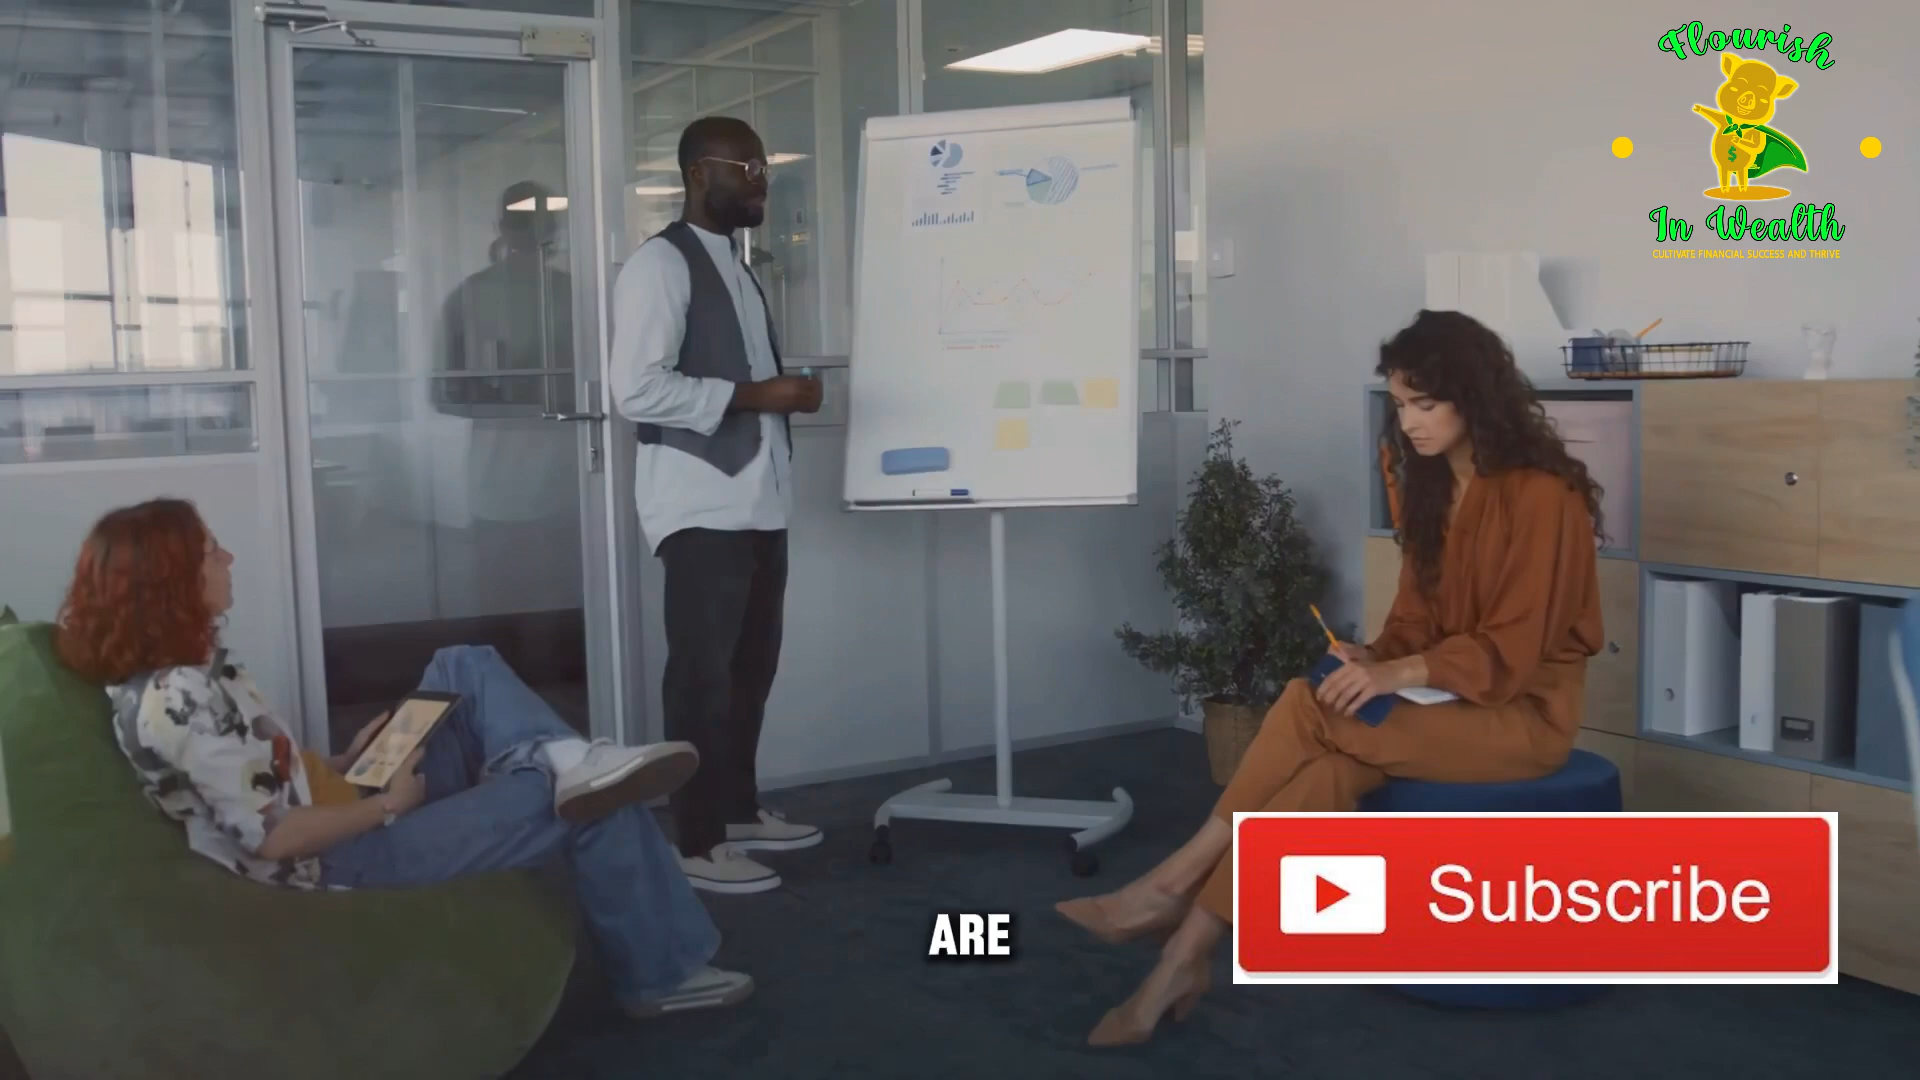 Flourish
$
In Wealth
CULTIVATE FINANCIAL SUCCESS AND THRIVE
ARE
Subscribe